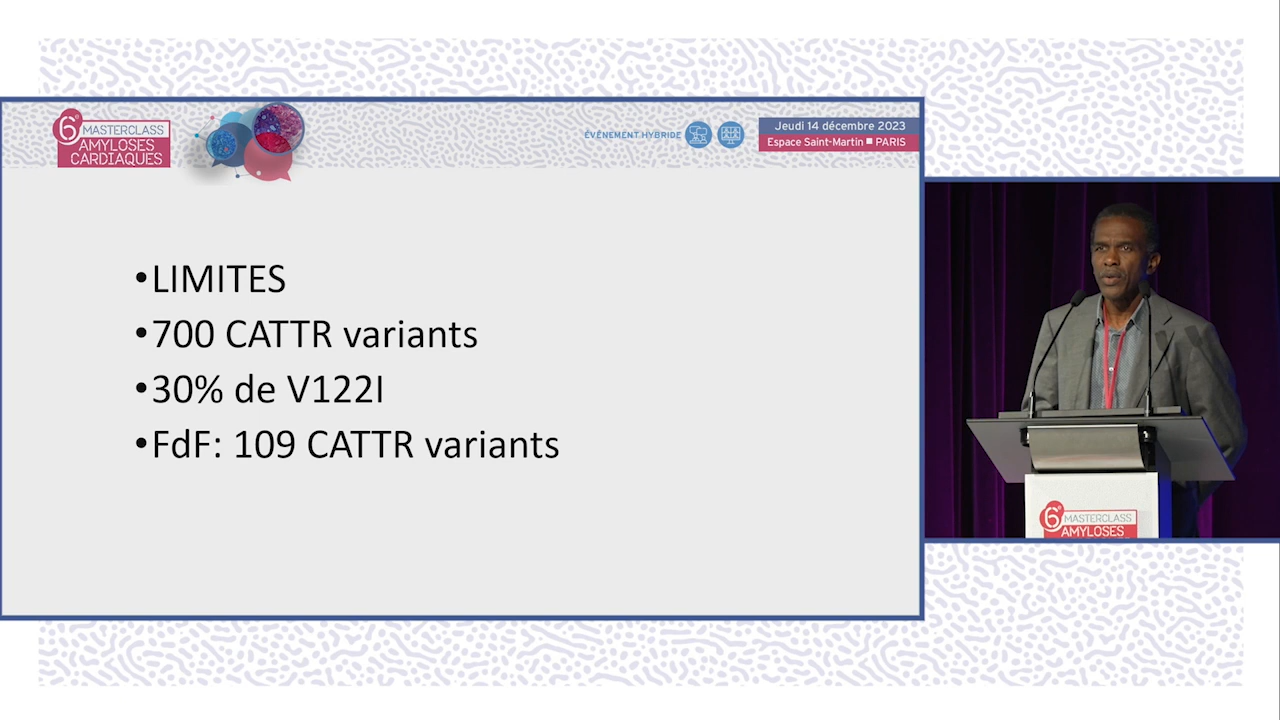 6e MASTERCLASS
AMYLOSES
CARDIAQUES
ÉVÉNEMENT HYBRIDE
Jeudi 14 décembre 2023
Espace Saint-Martin ■ PARIS
•LIMITES
•700 CATTR variants
•30% de V122I
•FdF: 109 CATTR variants
6e MASTERCLASS
AMYLOSES